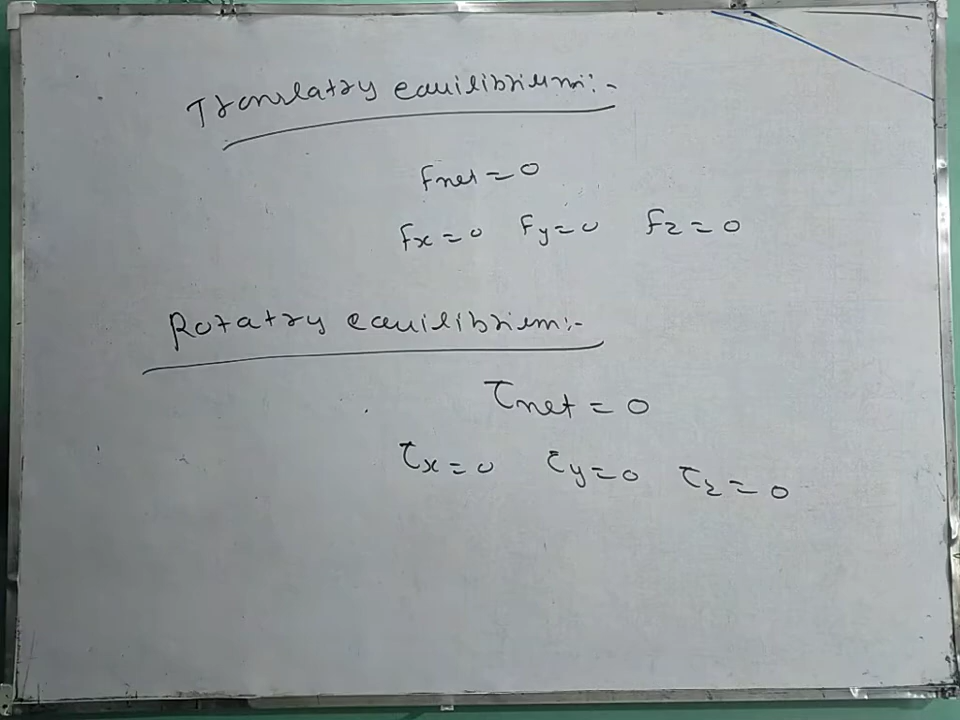 Translatry equilibrium:-
Fnet = 0
Fx = 0 Fy = 0 Fz = 0
Rotatry equilibriem:-
τnet = 0
τx = 0 τy = 0 τz = 0